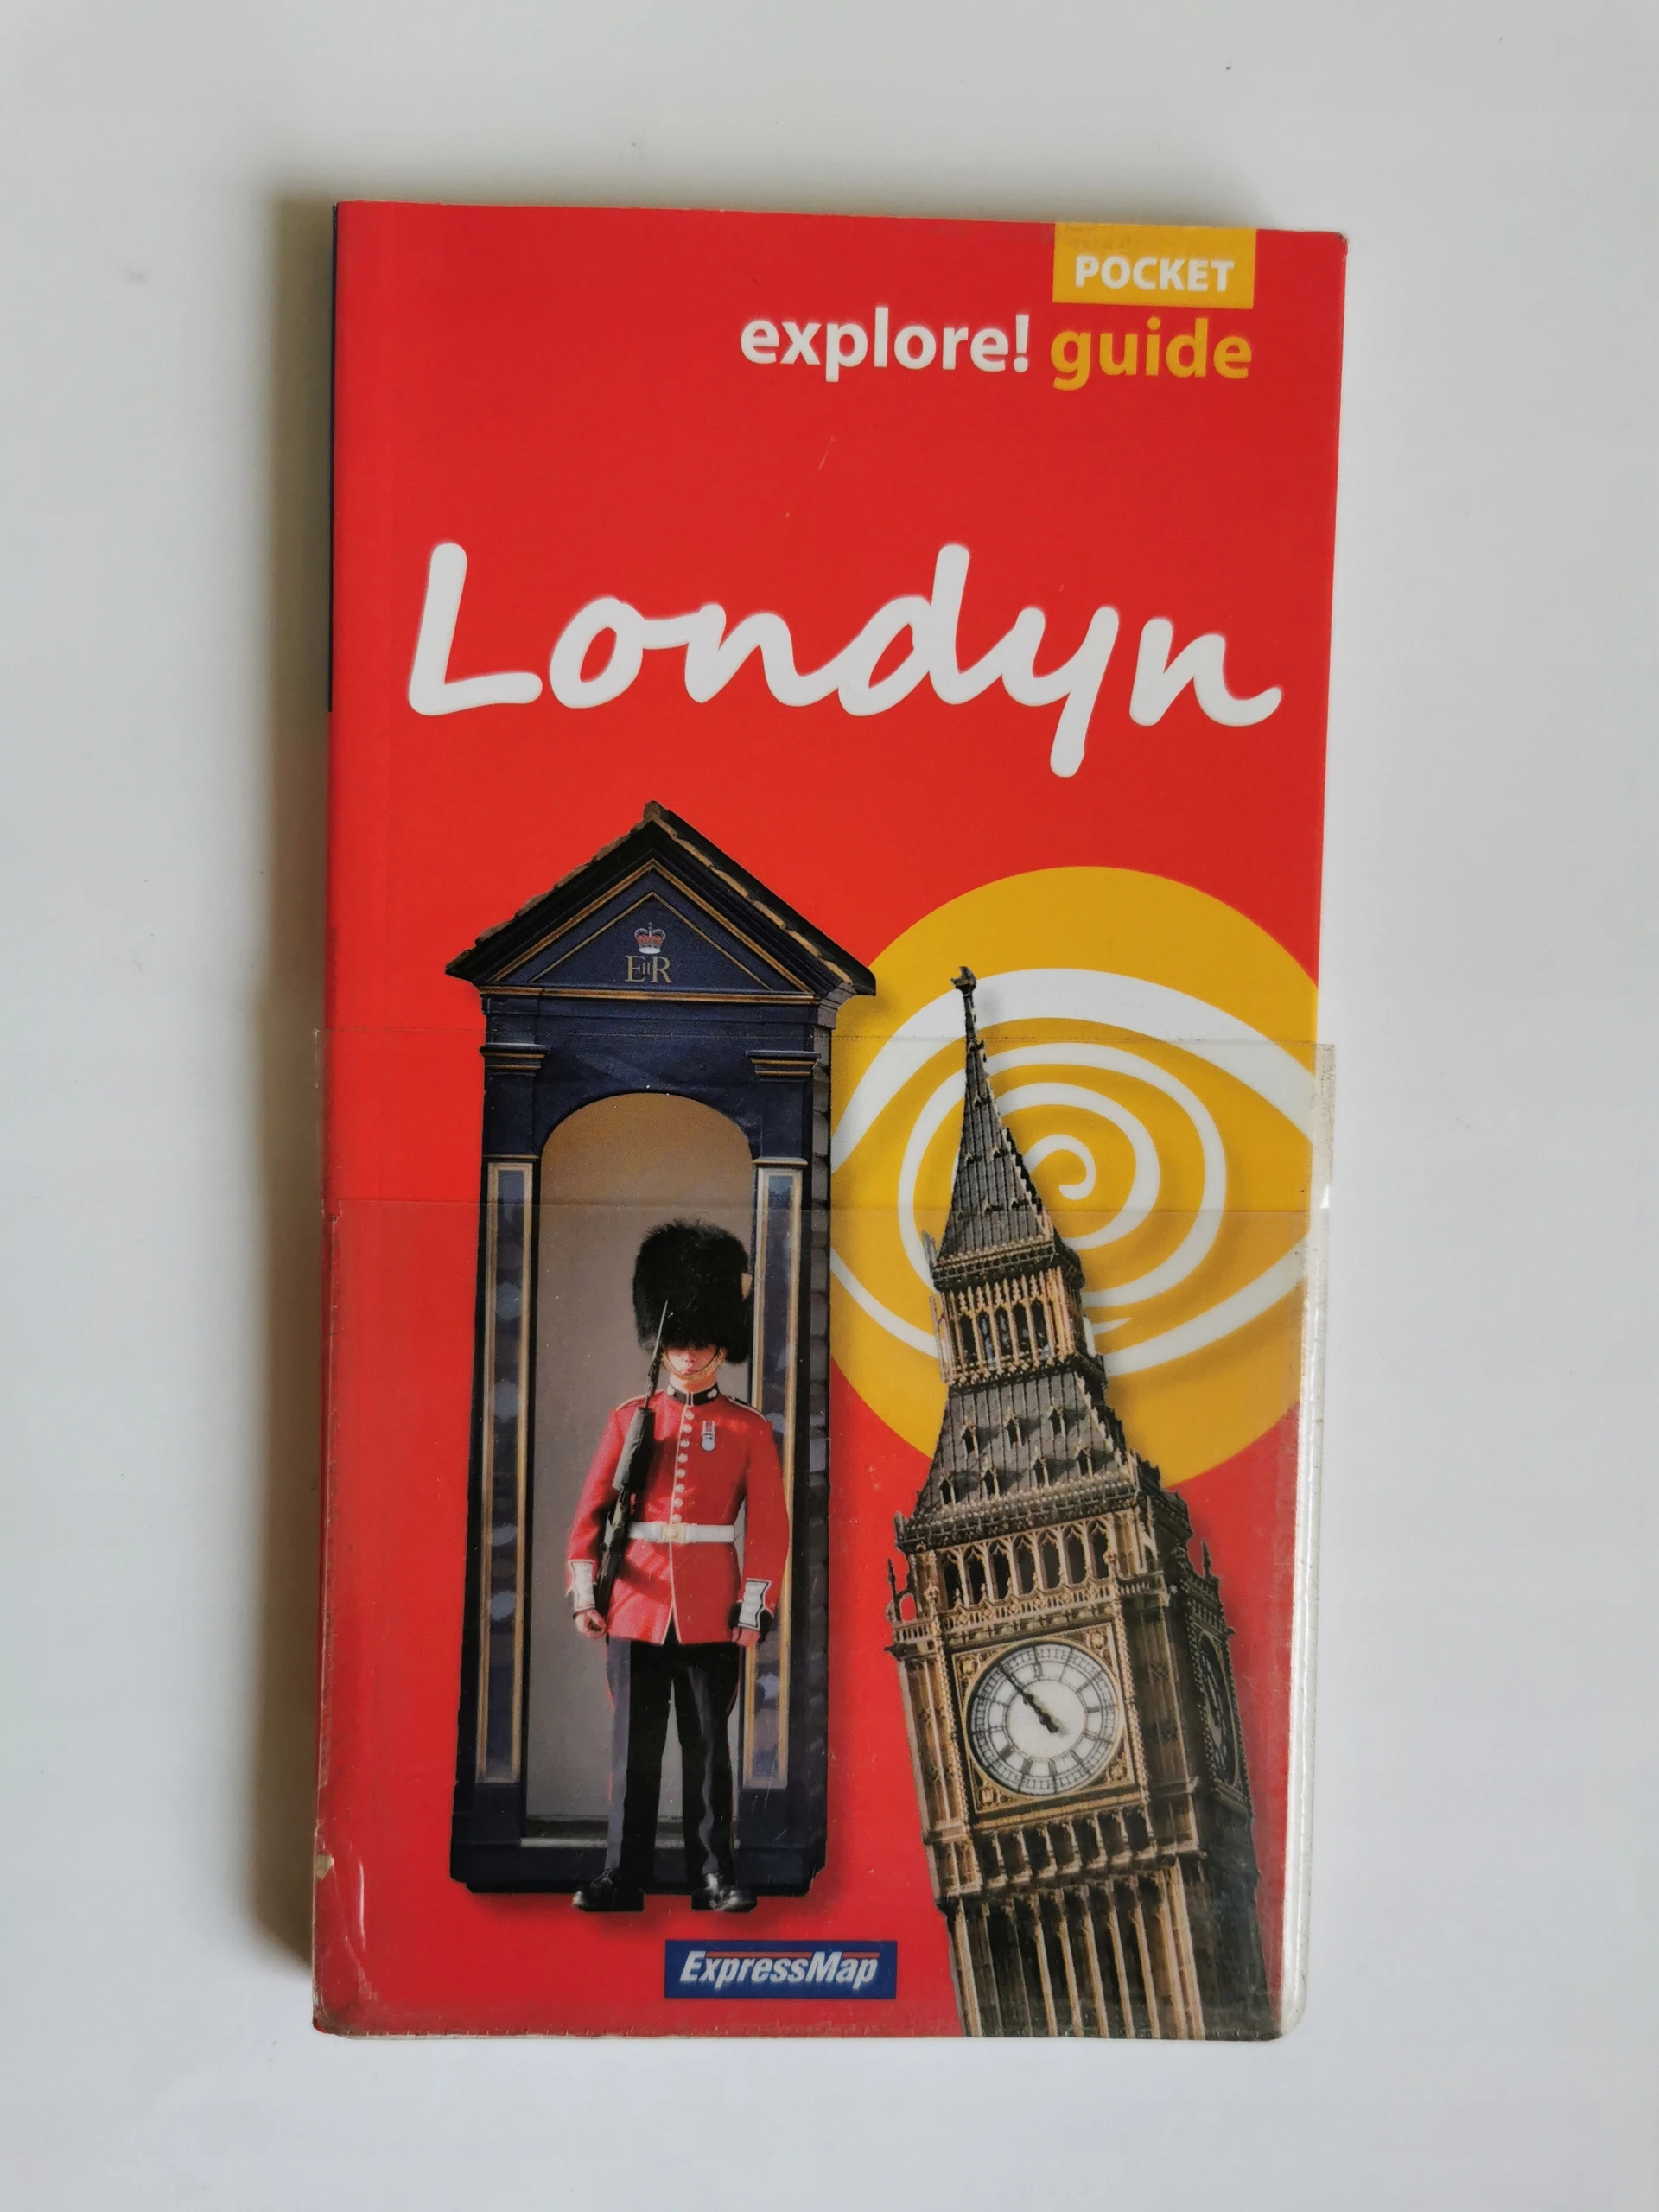 POCKET
explore! guide
Londyn
EIIR
ExpressMap